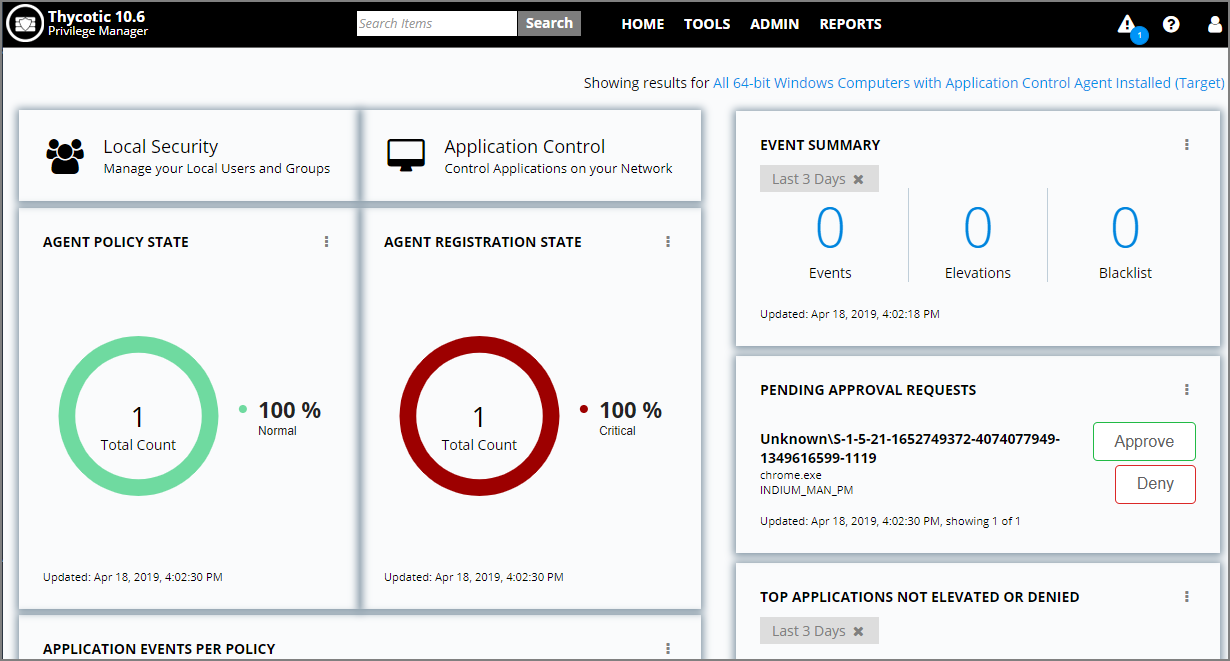 Thycotic 10.6
Privilege Manager
Search Items
Search
HOME
TOOLS
ADMIN
REPORTS
1
Showing results for All 64-bit Windows Computers with Application Control Agent Installed (Target)
Local Security
Manage your Local Users and Groups
Application Control
Control Applications on your Network
AGENT POLICY STATE
1
Total Count
100 %
Normal
Updated: Apr 18, 2019, 4:02:30 PM
AGENT REGISTRATION STATE
1
Total Count
100 %
Critical
Updated: Apr 18, 2019, 4:02:30 PM
APPLICATION EVENTS PER POLICY
EVENT SUMMARY
Last 3 Days
0
Events
0
Elevations
0
Blacklist
Updated: Apr 18, 2019, 4:02:18 PM
PENDING APPROVAL REQUESTS
Unknown\S-1-5-21-1652749372-4074077949-
1349616599-1119
chrome.exe
INDIUM_MAN_PM
Approve
Deny
Updated: Apr 18, 2019, 4:02:30 PM, showing 1 of 1
TOP APPLICATIONS NOT ELEVATED OR DENIED
Last 3 Days